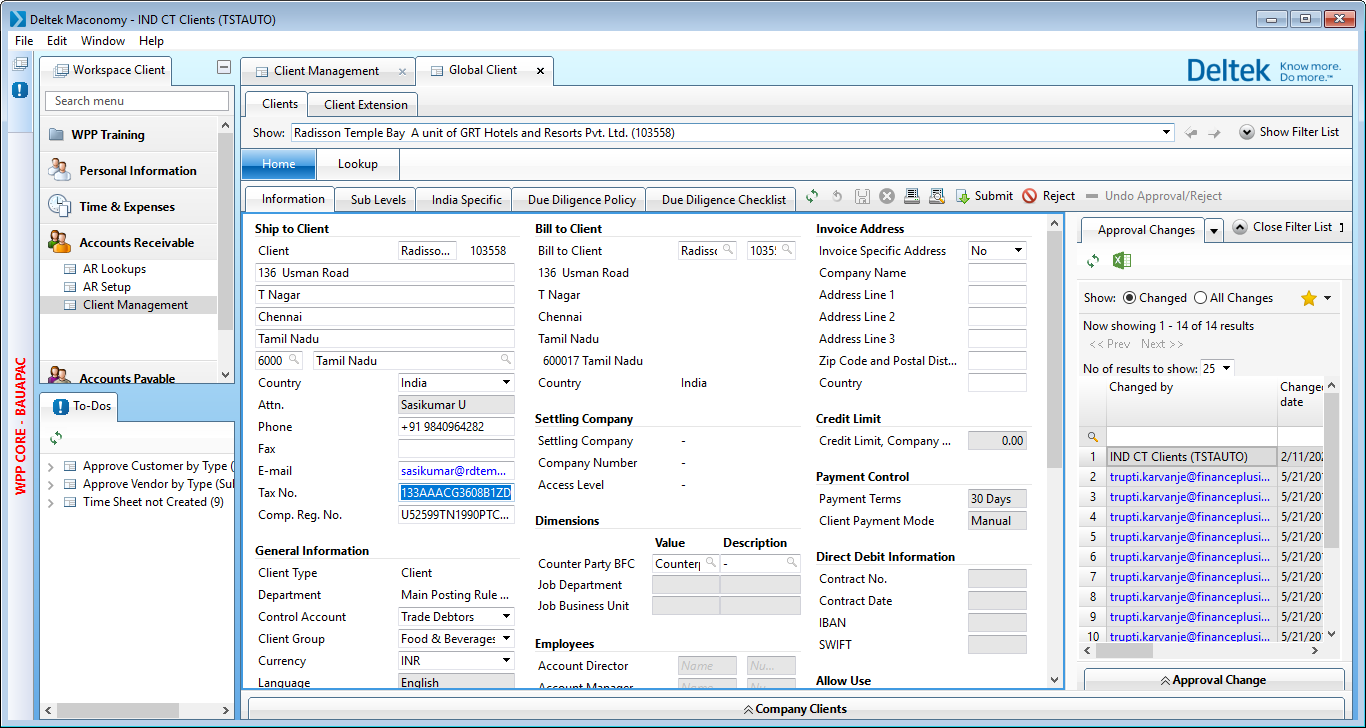 Deltek Maconomy - IND CT Clients (TSTAUTO)
File Edit Window Help
Workspace Client
Client Management
Global Client
Deltek Know more. Do more.™
Search menu
WPP Training
Personal Information
Time & Expenses
Accounts Receivable
AR Lookups
AR Setup
Client Management
Accounts Payable
To-Dos
Approve Customer by Type (
Approve Vendor by Type (Su
Time Sheet not Created (9)
WPP CORE - BAUAPAC
Clients Client Extension
Show: Radisson Temple Bay A unit of GRT Hotels and Resorts Pvt. Ltd. (103558) Show Filter List
Home Lookup
Information Sub Levels India Specific Due Diligence Policy Due Diligence Checklist Submit Reject Undo Approval/Reject
Ship to Client
Client Radisso... 103558
136 Usman Road
T Nagar
Chennai
Tamil Nadu
6000 Tamil Nadu
Country India
Attn. Sasikumar U
Phone +91 9840964282
Fax
E-mail sasikumar@rdtem...
Tax No. 133AAACG3608B1ZD
Comp. Reg. No. U52599TN1990PTC...
General Information
Client Type Client
Department Main Posting Rule ...
Control Account Trade Debtors
Client Group Food & Beverages
Currency INR
Language English
Bill to Client
Bill to Client Radiss 1035
136 Usman Road
T Nagar
Chennai
Tamil Nadu
600017 Tamil Nadu
Country India
Settling Company
Settling Company -
Company Number -
Access Level -
Dimensions
Value Description
Counter Party BFC Counter -
Job Department
Job Business Unit
Employees
Account Director Name Nu...
Account Manager Name Nu...
Invoice Address
Invoice Specific Address No
Company Name
Address Line 1
Address Line 2
Address Line 3
Zip Code and Postal Dist...
Country
Credit Limit
Credit Limit, Company ... 0.00
Payment Control
Payment Terms 30 Days
Client Payment Mode Manual
Direct Debit Information
Contract No.
Contract Date
IBAN
SWIFT
Allow Use
Approval Changes Close Filter List
Show: Changed All Changes
Now showing 1 - 14 of 14 results
<< Prev Next >>
No of results to show: 25
Changed by Changed date
1 IND CT Clients (TSTAUTO) 2/11/202
2 trupti.karvanje@financeplusi... 5/21/201
3 trupti.karvanje@financeplusi... 5/21/201
4 trupti.karvanje@financeplusi... 5/21/201
5 trupti.karvanje@financeplusi... 5/21/201
6 trupti.karvanje@financeplusi... 5/21/201
7 trupti.karvanje@financeplusi... 5/21/201
8 trupti.karvanje@financeplusi... 5/21/201
9 trupti.karvanje@financeplusi... 5/21/201
10 trupti.karvanje@financeplusi... 5/21/201
Approval Change
Company Clients